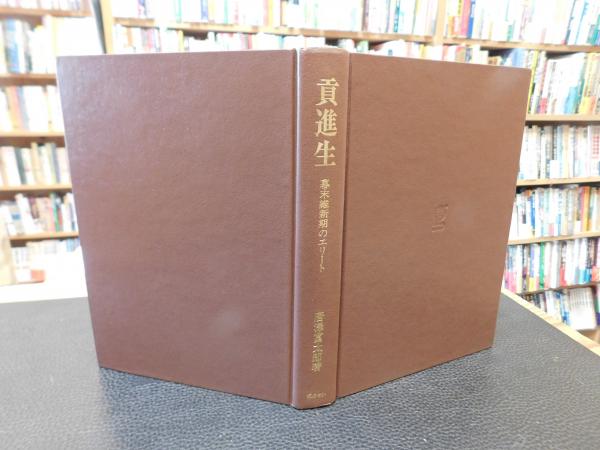 貢進生
幕末維新期のエリート
唐澤富太郎著